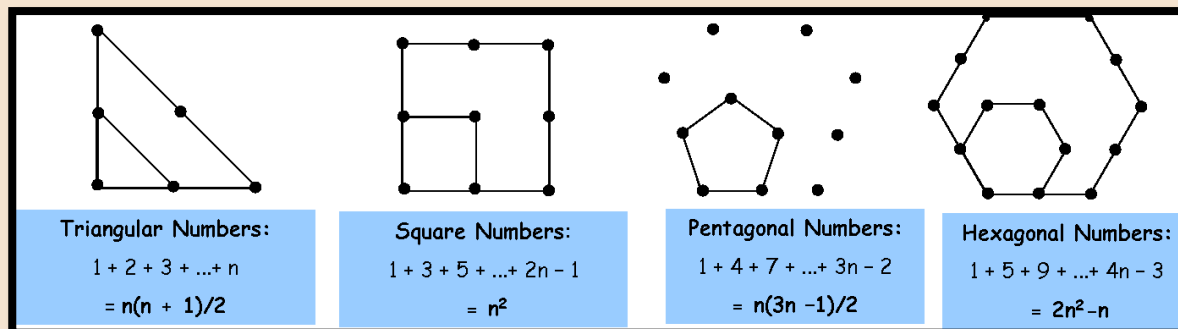 Triangular Numbers:
1 + 2 + 3 + ...+ n
= n(n + 1)/2
Square Numbers:
1 + 3 + 5 + ...+ 2n – 1
= n²
Pentagonal Numbers:
1 + 4 + 7 + ...+ 3n – 2
= n(3n –1)/2
Hexagonal Numbers:
1 + 5 + 9 + ...+ 4n – 3
= 2n²–n